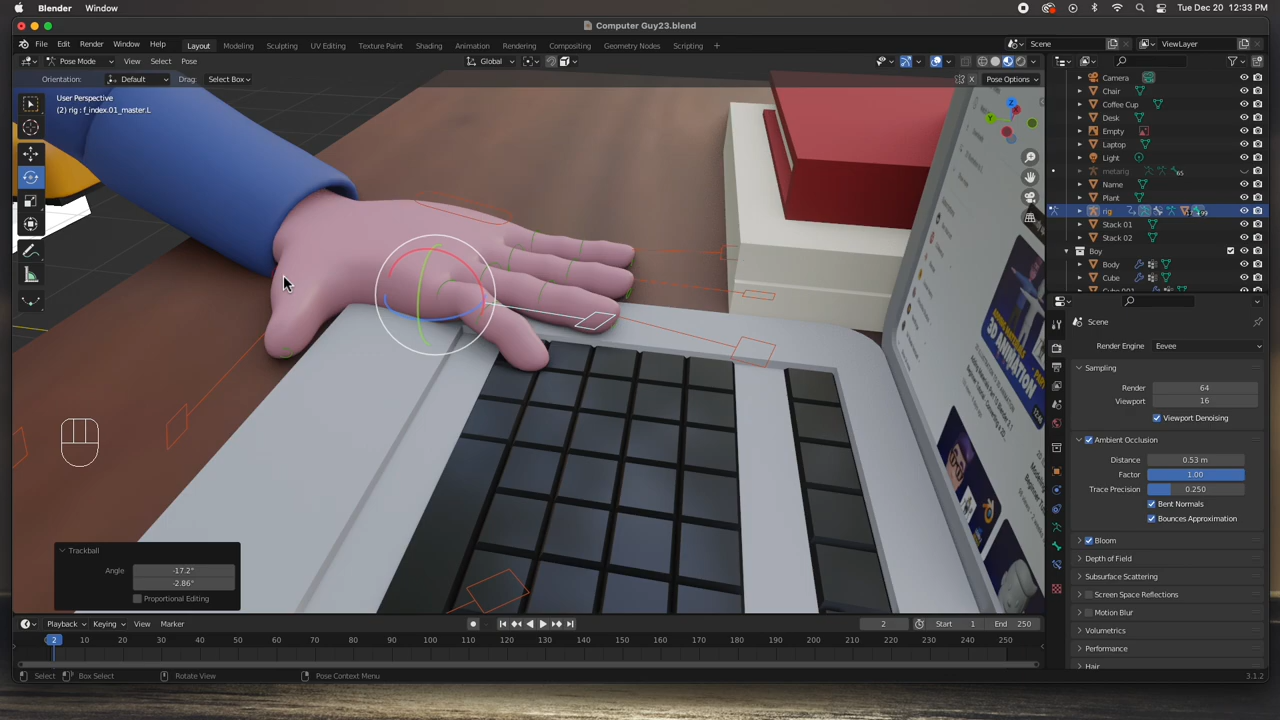 Blender Window Tue Dec 20 12:33 PM
Computer Guy23.blend
File Edit Render Window Help Layout Modeling Sculpting UV Editing Texture Paint Shading Animation Rendering Compositing Geometry Nodes Scripting + Scene ViewLayer
Pose Mode View Select Pose Global
Orientation: Default Drag: Select Box Pose Options
User Perspective
(2) rig : f_index.01_master.L
Camera
Chair
Coffee Cup
Desk
Empty
Laptop
Light
metarig
Name
Plant
rig
Stack 01
Stack 02
Boy
Body
Cube
Z
Y
X
3D ANIMATION
Scene
Render Engine Eevee
Sampling
Render 64
Viewport 16
Viewport Denoising
Ambient Occlusion
Distance 0.53 m
Factor 1.00
Trace Precision 0.250
Bent Normals
Bounces Approximation
Bloom
Depth of Field
Subsurface Scattering
Screen Space Reflections
Motion Blur
Volumetrics
Performance
Hair
Trackball
Angle -17.2°
-2.86°
Proportional Editing
Playback Keying View Marker 2 Start 1 End 250
2 10 20 30 40 50 60 70 80 90 100 110 120 130 140 150 160 170 180 190 200 210 220 230 240 250
Select Box Select Rotate View Pose Context Menu 3.1.2